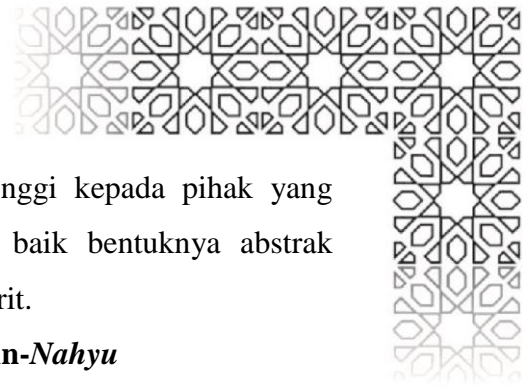 nggi kepada pihak yang
baik bentuknya abstrak
rit.
n-Nahyu